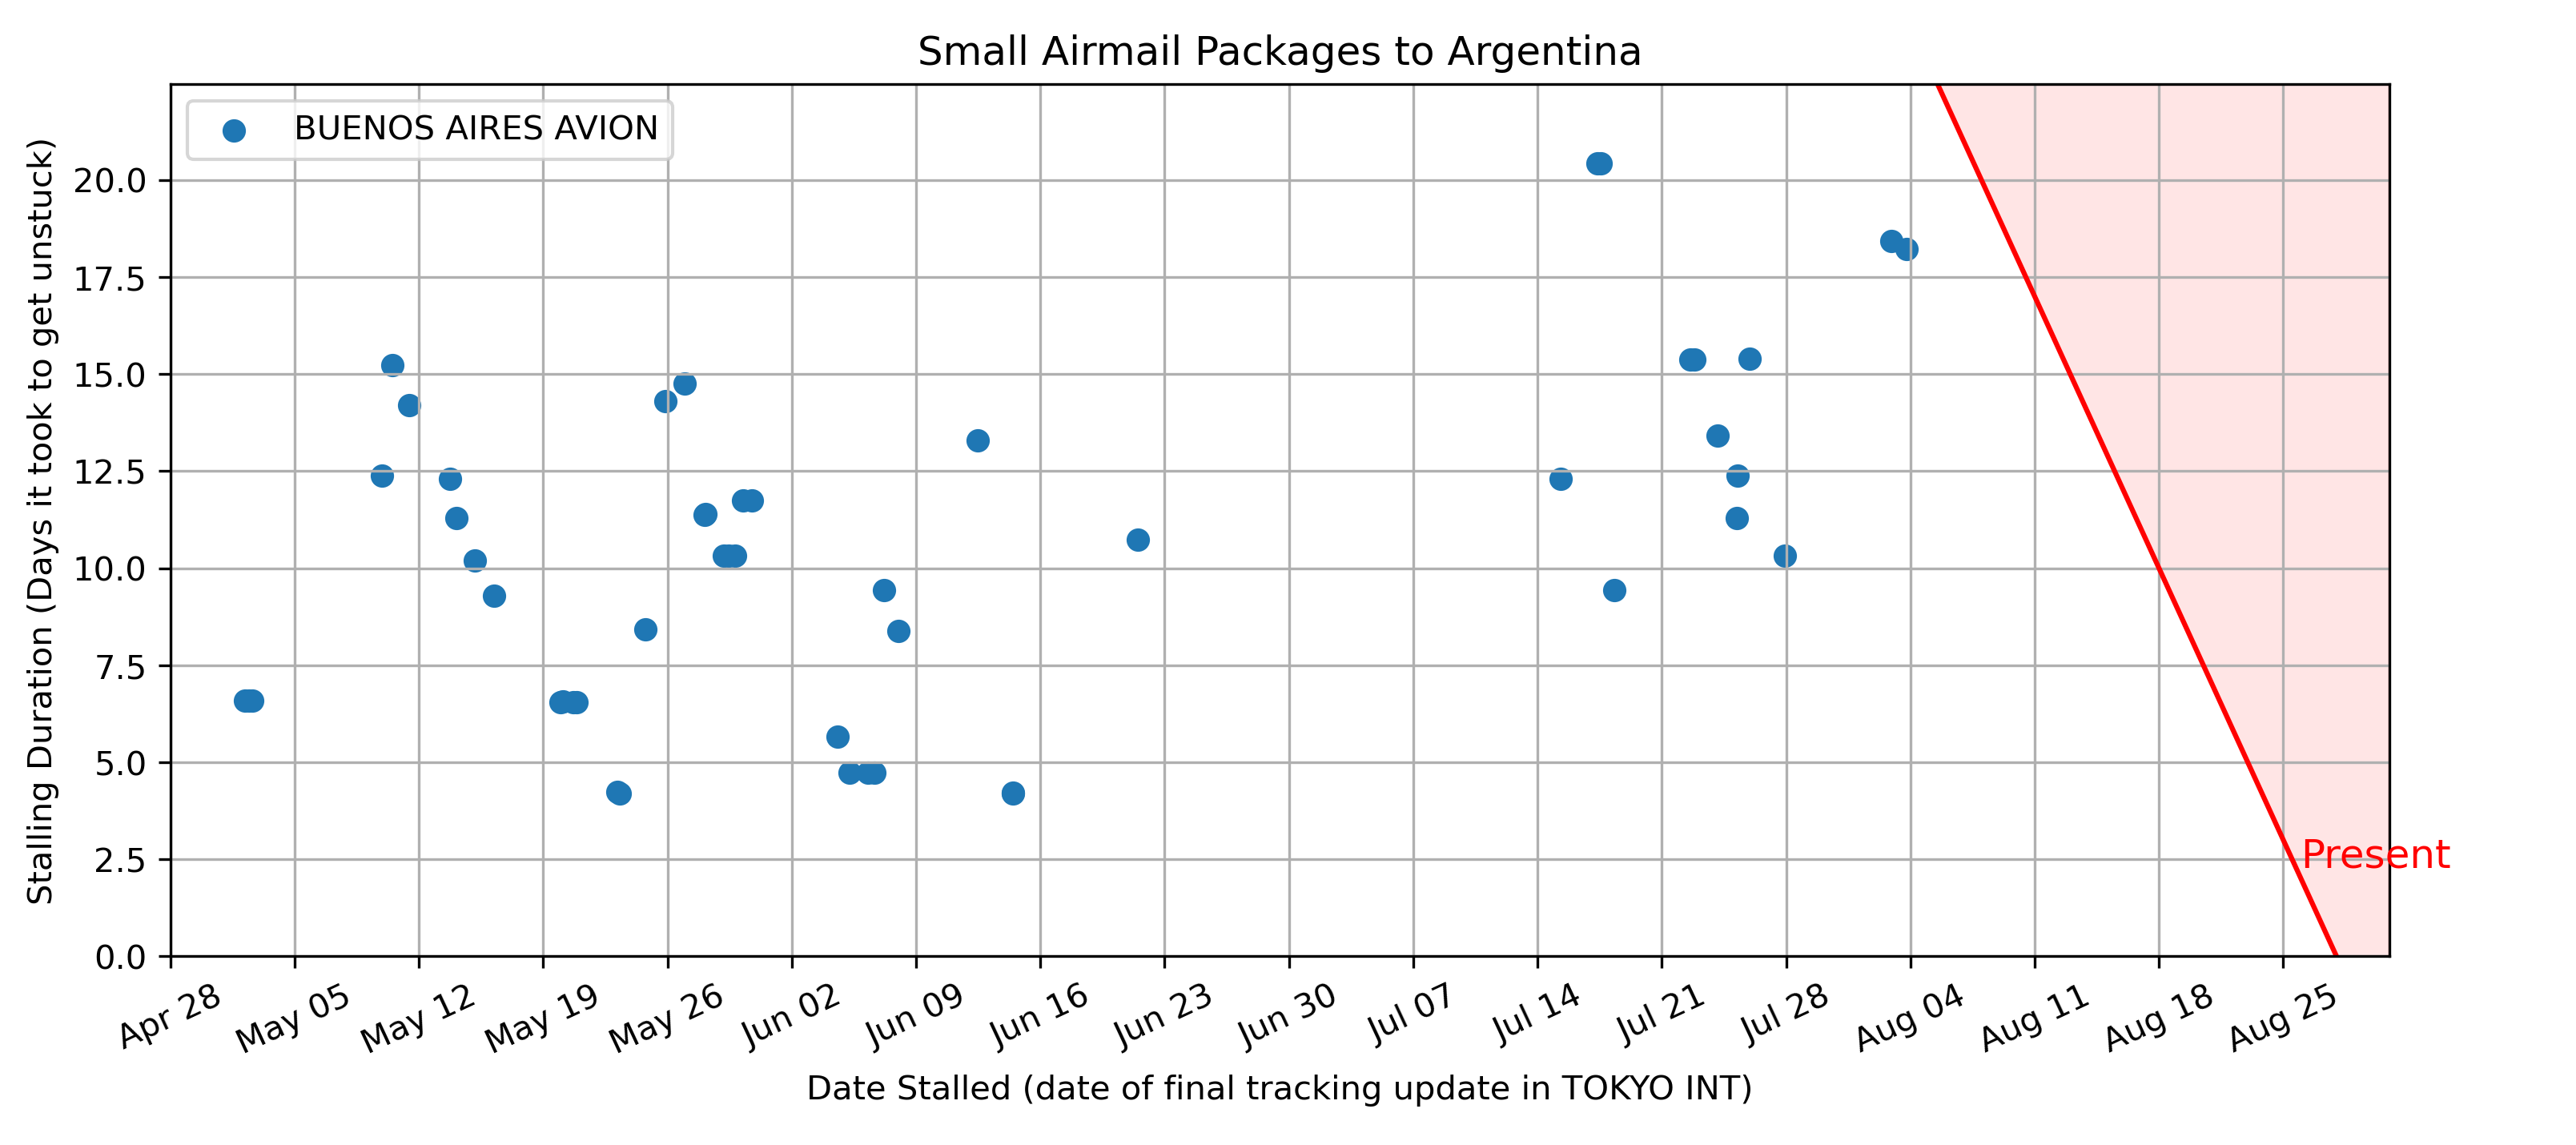 Small Airmail Packages to Argentina
BUENOS AIRES AVION
Stalling Duration (Days it took to get unstuck)
20.0
17.5
15.0
12.5
10.0
7.5
5.0
2.5
0.0
Present
Apr 28
May 05
May 12
May 19
May 26
Jun 02
Jun 09
Jun 16
Jun 23
Jun 30
Jul 07
Jul 14
Jul 21
Jul 28
Aug 04
Aug 11
Aug 18
Aug 25
Date Stalled (date of final tracking update in TOKYO INT)